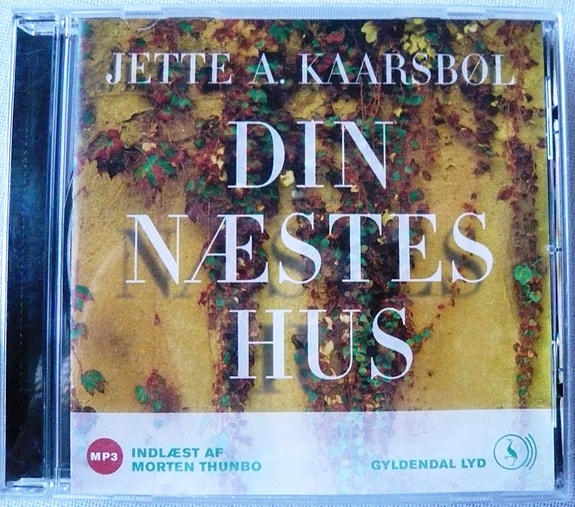 JETTE A. KAARSBØL
DIN
NÆSTES
HUS
MP3
INDLÆST AF
MORTEN THUNBO
GYLDENDAL LYD